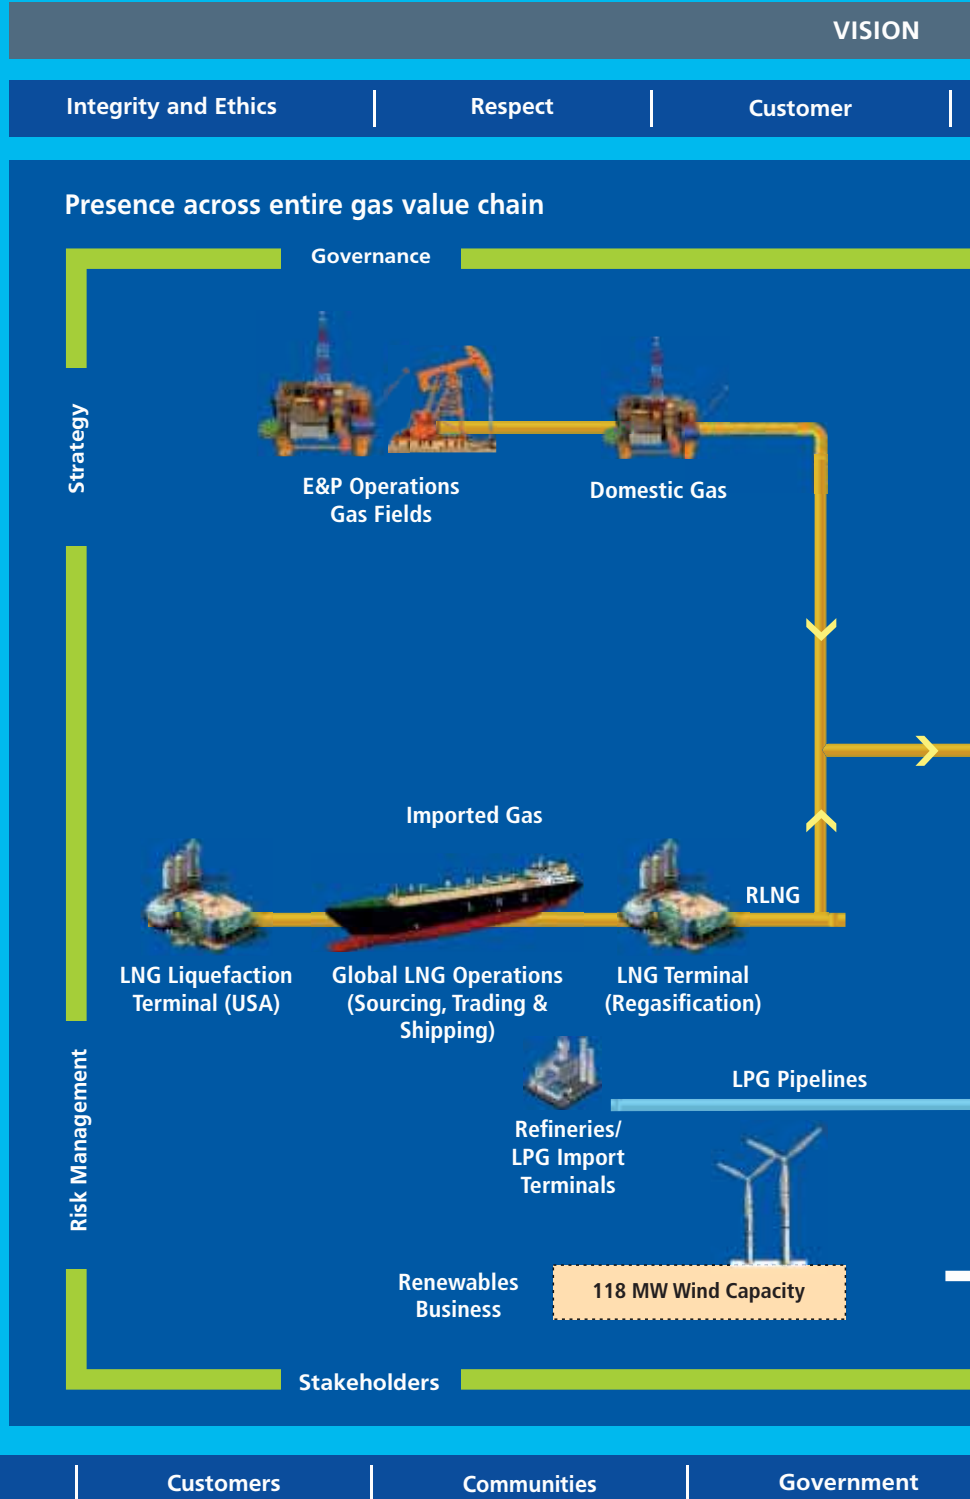 VISION
Integrity and Ethics
Respect
Customer
Presence across entire gas value chain
Governance
Strategy
E&P Operations
Gas Fields
Domestic Gas
Imported Gas
RLNG
LNG Liquefaction
Terminal (USA)
Global LNG Operations
(Sourcing, Trading &
Shipping)
LNG Terminal
(Regasification)
Risk Management
LPG Pipelines
Refineries/
LPG Import
Terminals
Renewables
Business
118 MW Wind Capacity
Stakeholders
Customers
Communities
Government